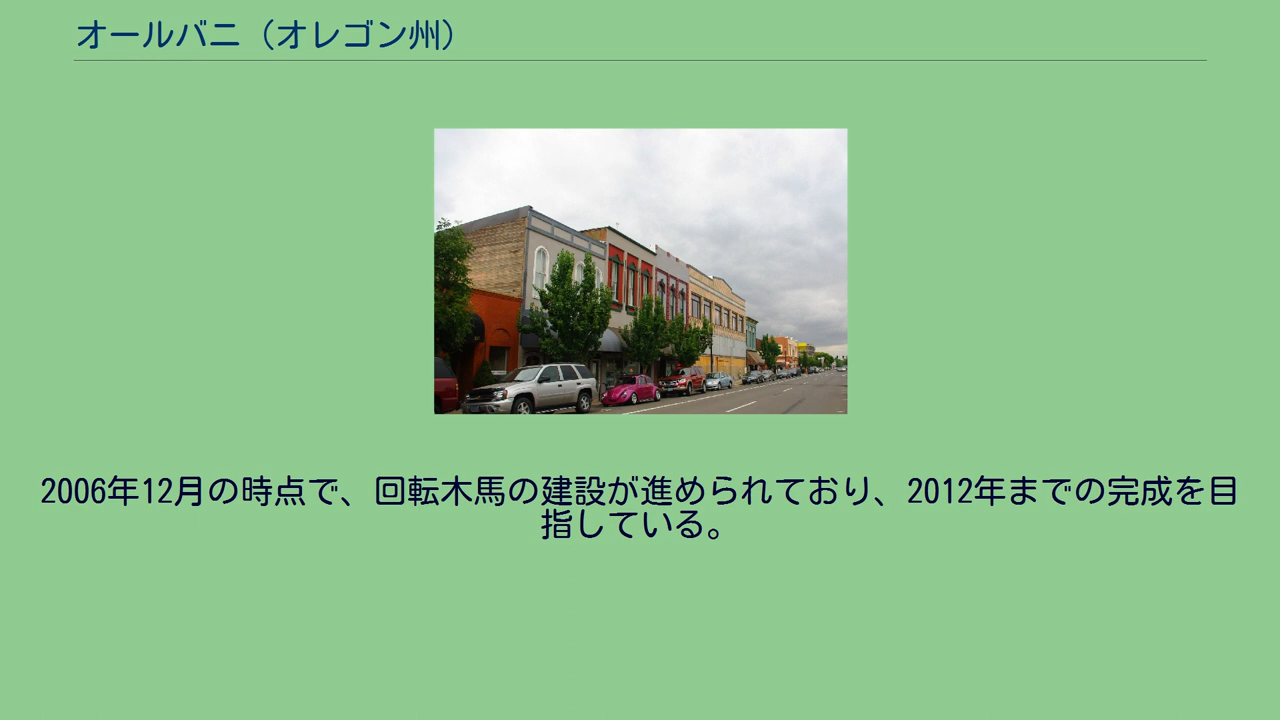 オールバニ（オレゴン州）
2006年12月の時点で、回転木馬の建設が進められており、2012年までの完成を目
指している。